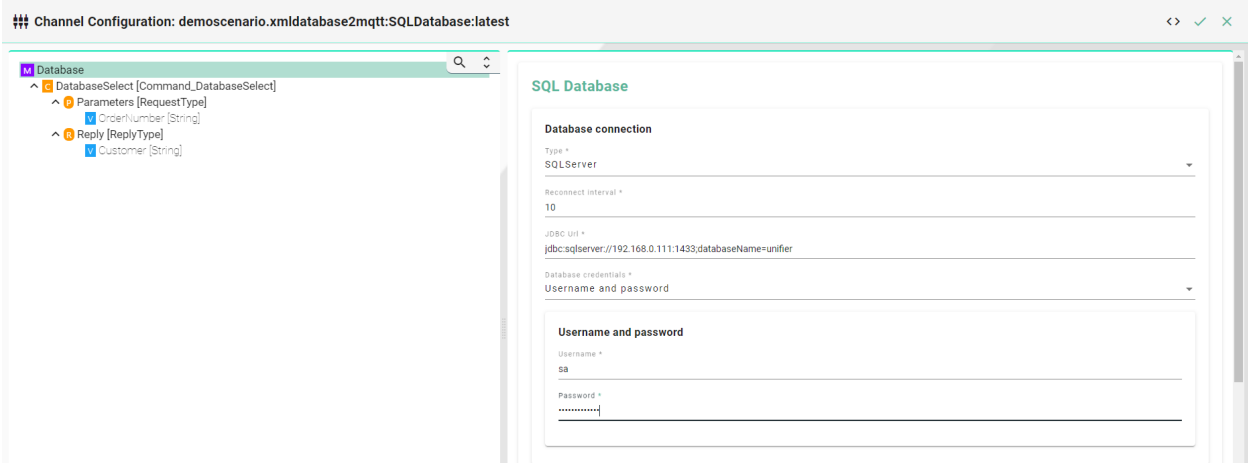 Channel Configuration: demoscenario.xmldatabase2mqtt:SQLDatabase:latest
M Database
C DatabaseSelect [Command_DatabaseSelect]
P Parameters [RequestType]
V OrderNumber [String]
R Reply [ReplyType]
V Customer [String]
SQL Database
Database connection
Type *
SQLServer
Reconnect interval *
10
JDBC Url *
jdbc:sqlserver://192.168.0.111:1433;databaseName=unifier
Database credentials *
Username and password
Username and password
Username *
sa
Password *
•••••••••••••